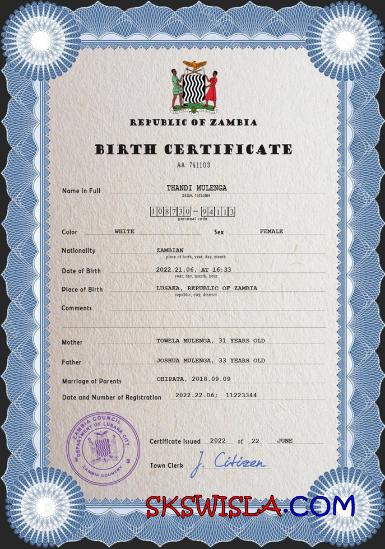 REPUBLIC OF ZAMBIA
BIRTH CERTIFICATE
AA 741103
Name in Full THANDI MULENGA
108730-94113
personal code
Color WHITE Sex FEMALE
Nationality ZAMBIAN
place of birth, year, day, month
Date of Birth 2022.21.06. AT 16:33
year, day, month, hour
Place of Birth LUSAKA, REPUBLIC OF ZAMBIA
republic, city, district
Comments
Mother TOWELA MULENGA, 31 YEARS OLD
Father JOSHUA MULENGA, 33 YEARS OLD
Marriage of Parents CHIPATA, 2018.09.09
Date and Number of Registration 2022.22.06; 11223344
ZAMBIA COUNCIL
DEPARTMENT OF LUSAKA CITY
ZAMBIA COUNTRY
Certificate Issued 2022 of 22 JUNE
Town Clerk J. Citizen
SKSWISLA.COM